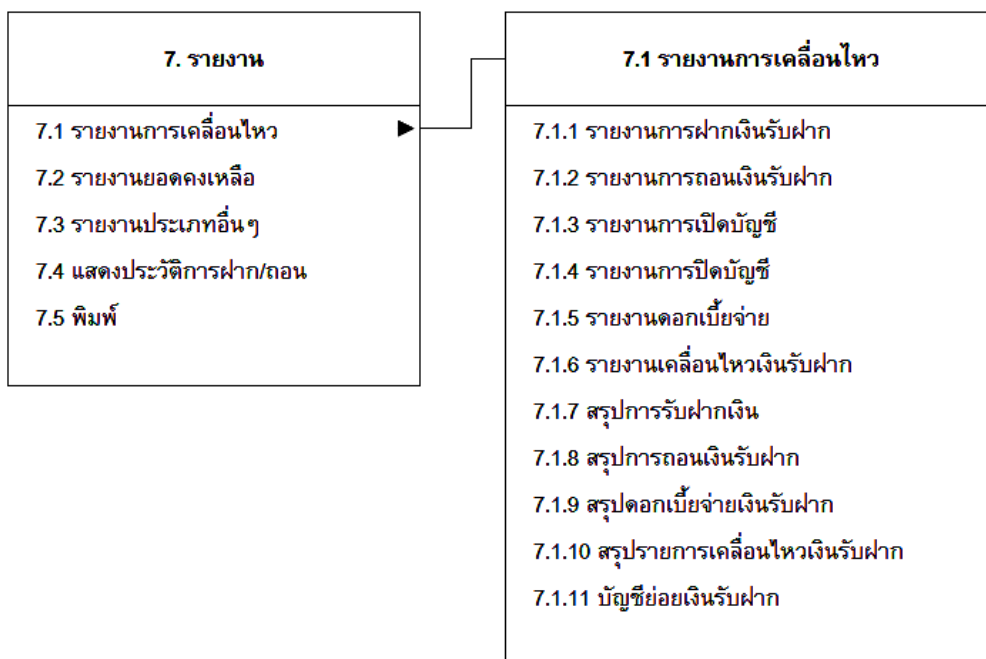 7. รายงาน
7.1 รายงานการเคลื่อนไหว
7.2 รายงานยอดคงเหลือ
7.3 รายงานประเภทอื่นๆ
7.4 แสดงประวัติการฝาก/ถอน
7.5 พิมพ์
7.1 รายงานการเคลื่อนไหว
7.1.1 รายงานการฝากเงินรับฝาก
7.1.2 รายงานการถอนเงินรับฝาก
7.1.3 รายงานการเปิดบัญชี
7.1.4 รายงานการปิดบัญชี
7.1.5 รายงานดอกเบี้ยจ่าย
7.1.6 รายงานเคลื่อนไหวเงินรับฝาก
7.1.7 สรุปการรับฝากเงิน
7.1.8 สรุปการถอนเงินรับฝาก
7.1.9 สรุปดอกเบี้ยจ่ายเงินรับฝาก
7.1.10 สรุปรายการเคลื่อนไหวเงินรับฝาก
7.1.11 บัญชีย่อยเงินรับฝาก